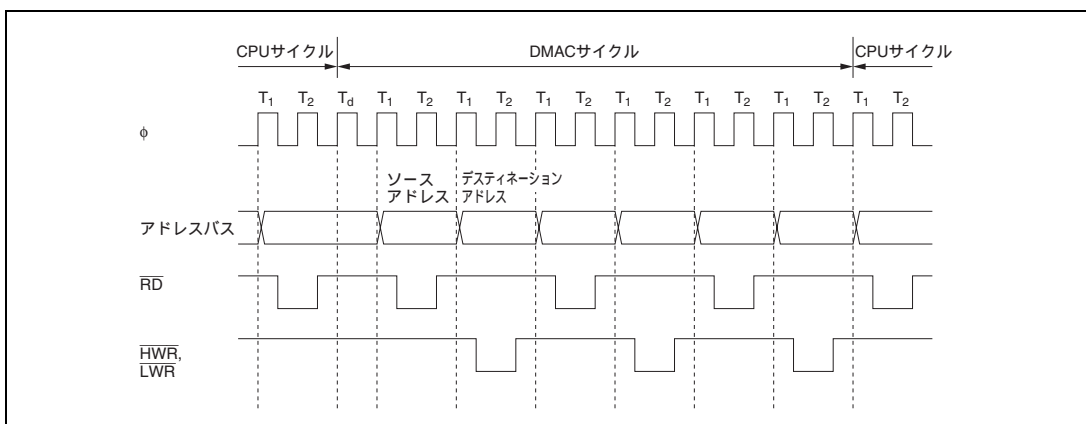 CPUサイクル DMACサイクル CPUサイクル
T1 T2 Td T1 T2 T1 T2 T1 T2 T1 T2 T1 T2 T1 T2 T1 T2
φ
ソース
アドレス
デスティネーション
アドレス
アドレスバス
RD
HWR,
LWR